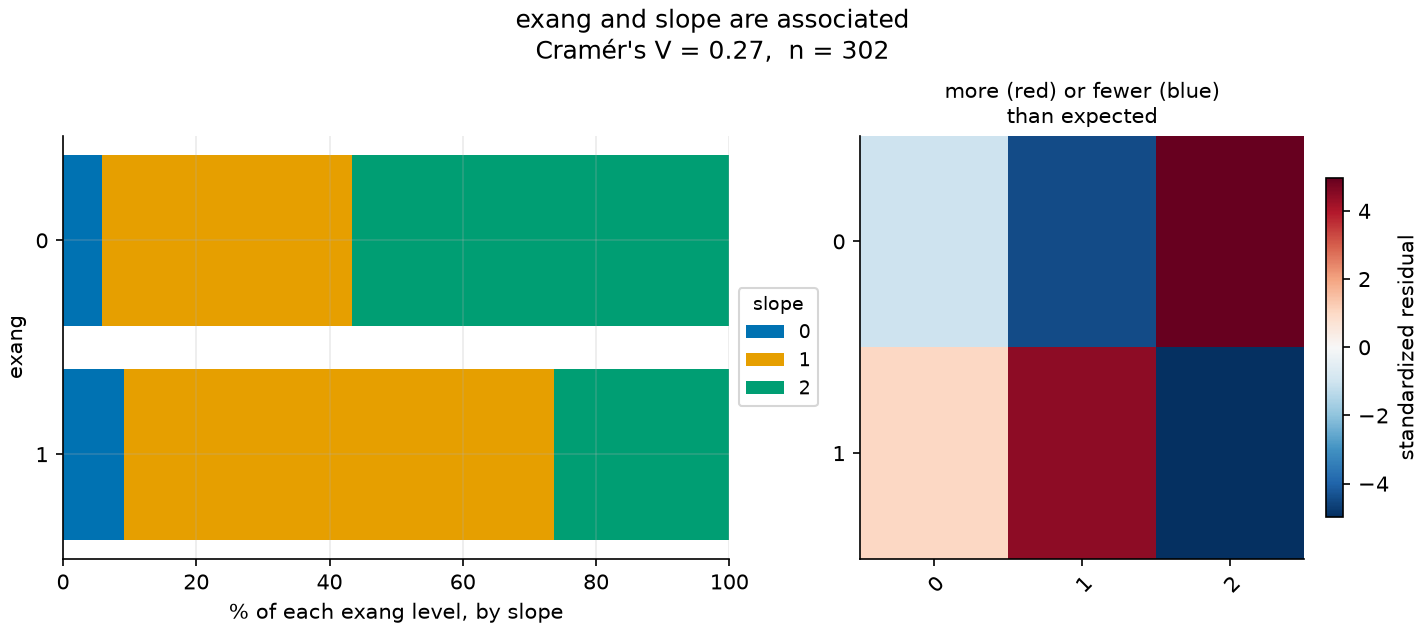 exang and slope are associated
Cramér's V = 0.27,  n = 302
exang
0
1
0
20
40
60
80
100
% of each exang level, by slope
slope
0
1
2
more (red) or fewer (blue)
than expected
0
1
0
1
2
4
2
0
−2
−4
standardized residual